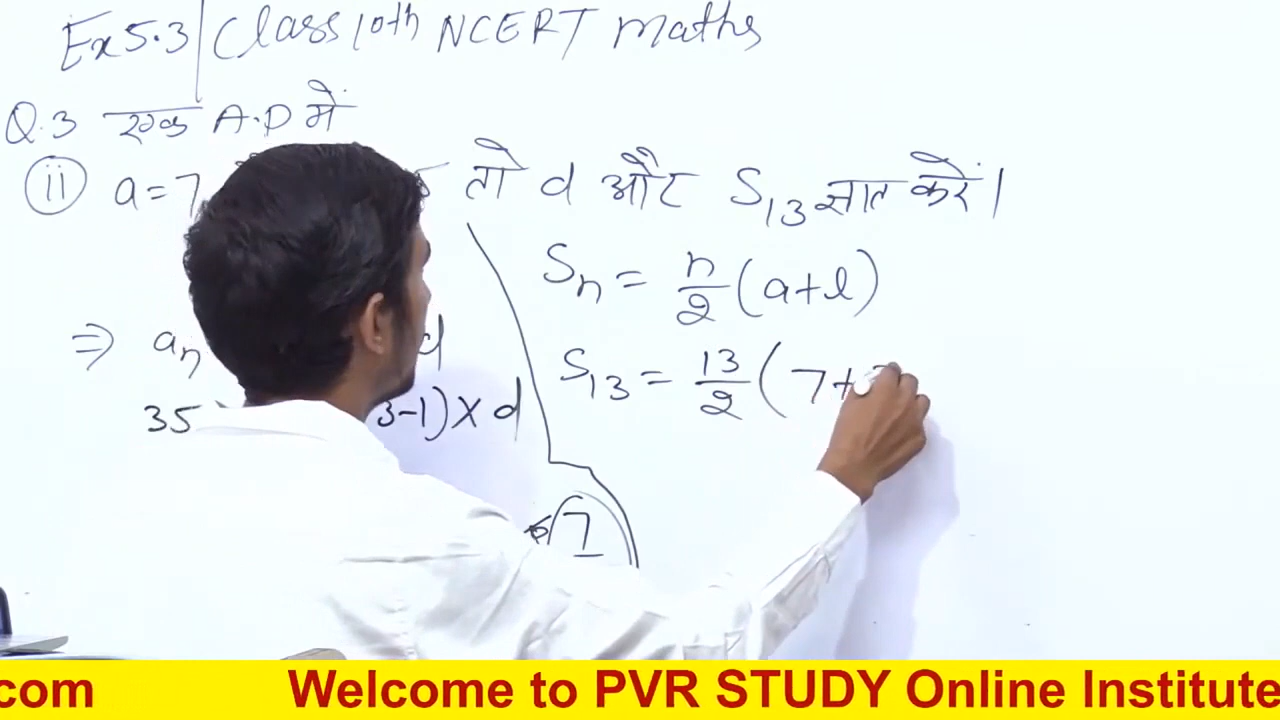 Ex 5.3 | Class 10th NCERT Maths
Q.3 एक A.P में
(ii) a=7 तो d और S₁₃ ज्ञात करें।
Sₙ = n/2 (a+l)
S₁₃ = 13/2 (7+
⇒ aₙ d
35 3-1) × d
7
.com Welcome to PVR STUDY Online Institute